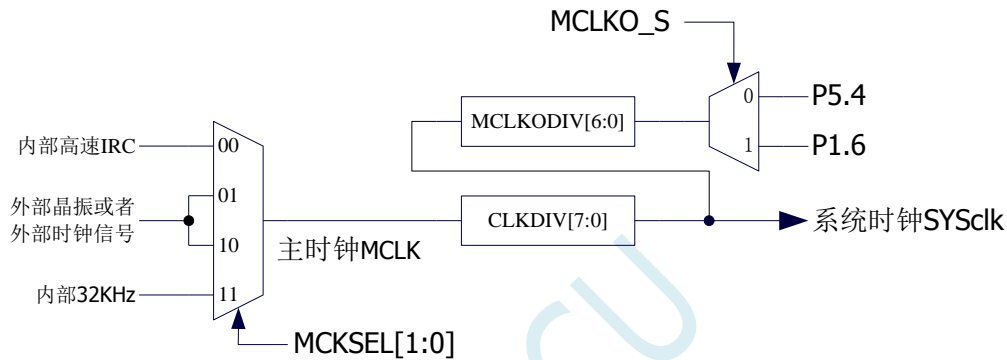 MCLKO_S
0
P5.4
MCLKODIV[6:0]
1
P1.6
内部高速IRC
00
01
外部晶振或者
外部时钟信号
10
主时钟MCLK
CLKDIV[7:0]
系统时钟SYSclk
内部32KHz
11
MCKSEL[1:0]
CU